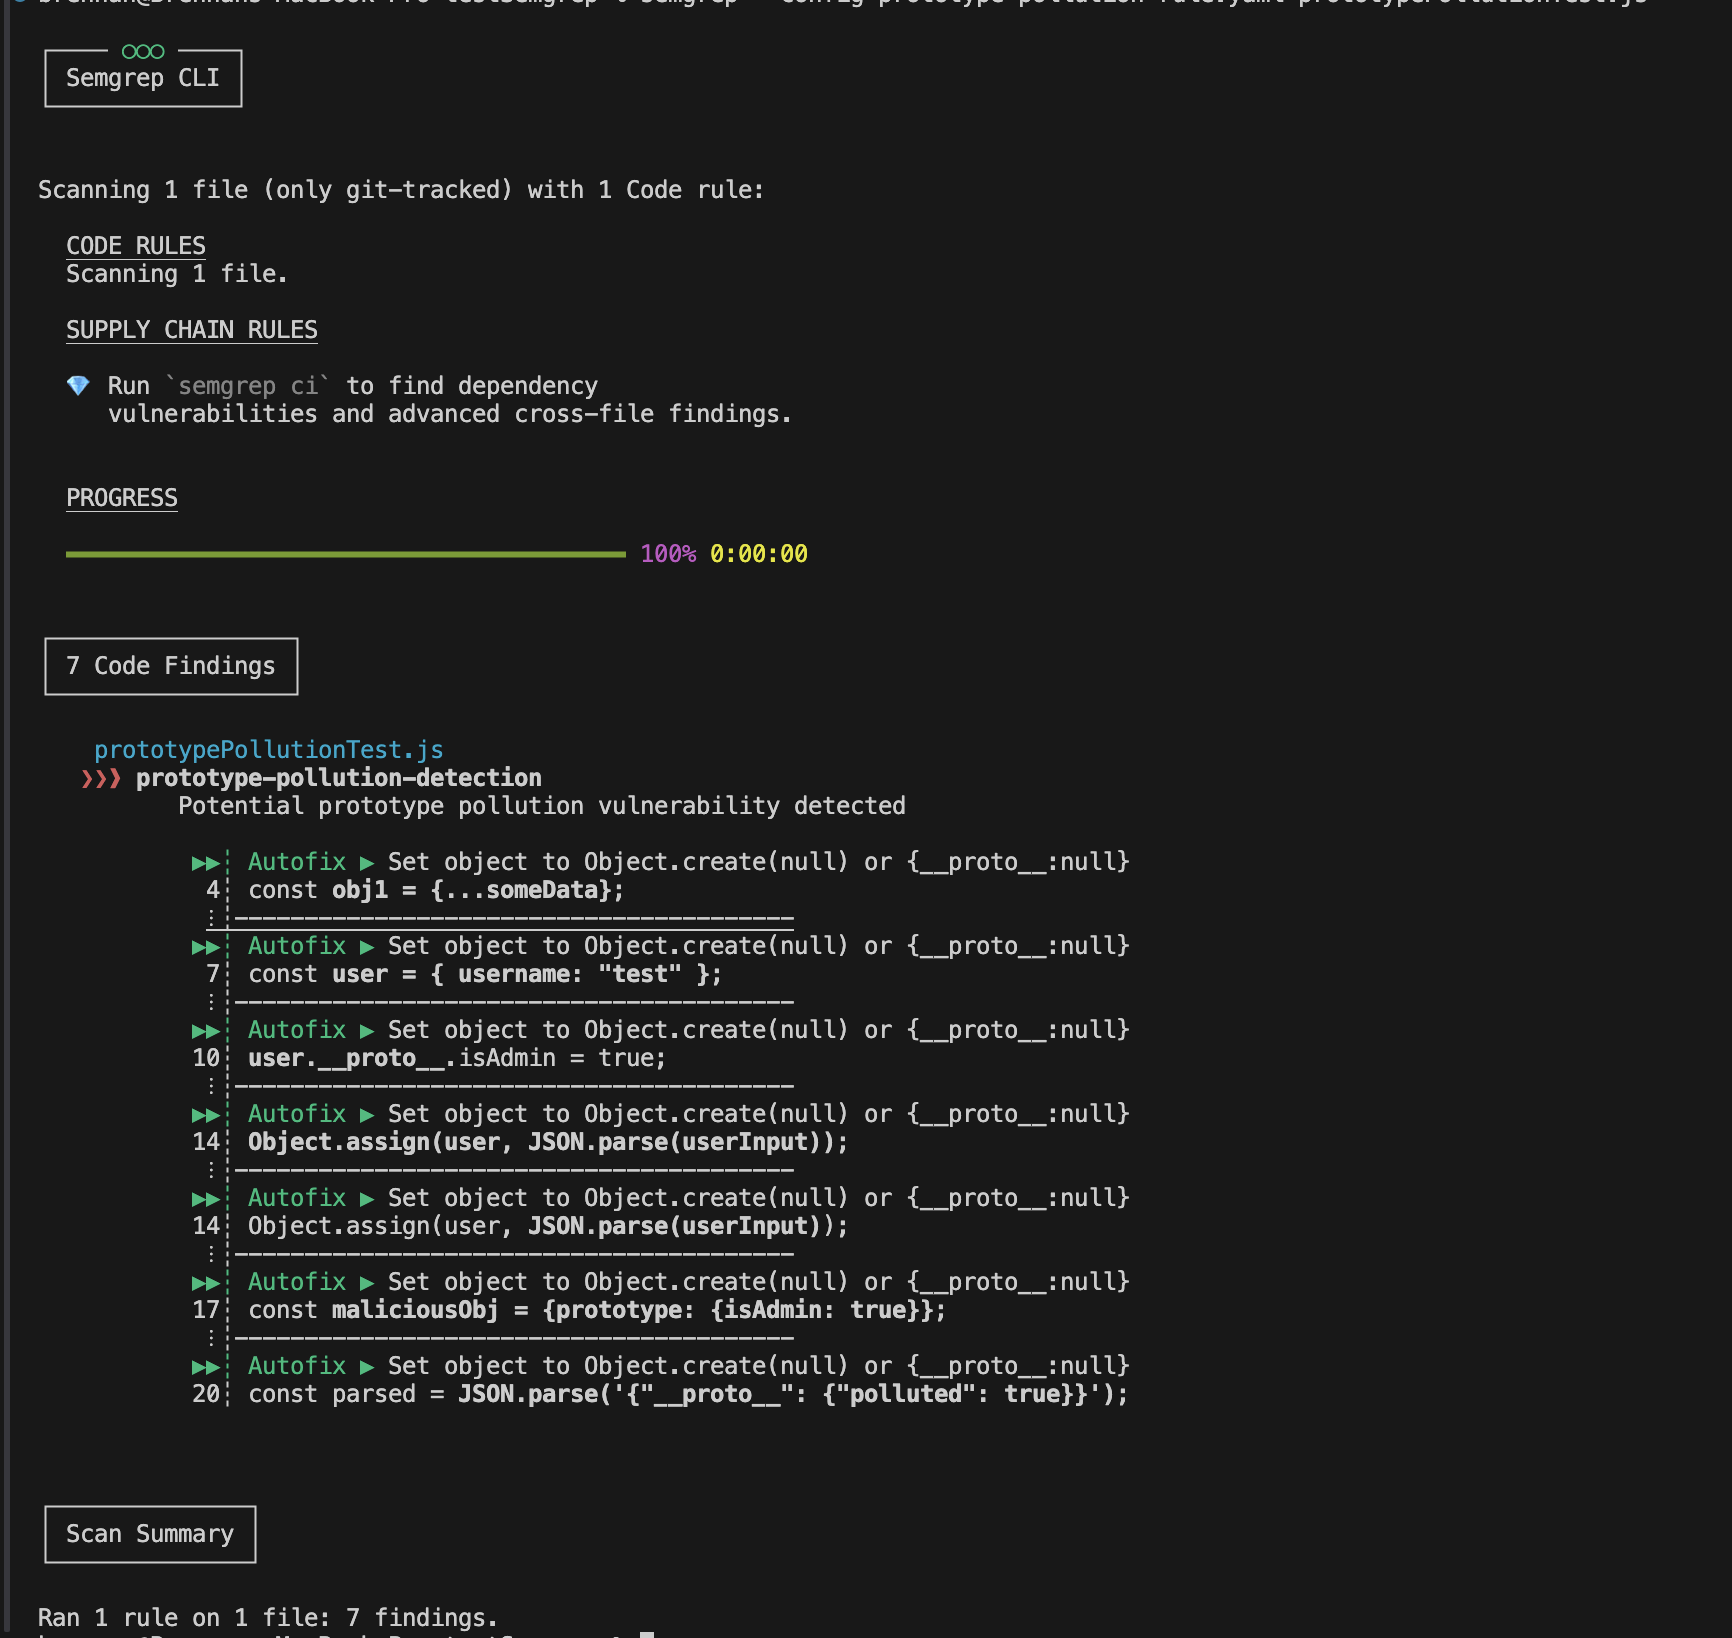 Semgrep CLI
Scanning 1 file (only git-tracked) with 1 Code rule:
CODE RULES
Scanning 1 file.
SUPPLY CHAIN RULES
💎 Run `semgrep ci` to find dependency
vulnerabilities and advanced cross-file findings.
PROGRESS
100% 0:00:00
7 Code Findings
prototypePollutionTest.js
❯❯❱ prototype-pollution-detection
Potential prototype pollution vulnerability detected
▶▶┆ Autofix ▶ Set object to Object.create(null) or {__proto__:null}
4┆ const obj1 = {...someData};
⋮┆----------------------------------------
▶▶┆ Autofix ▶ Set object to Object.create(null) or {__proto__:null}
7┆ const user = { username: "test" };
⋮┆----------------------------------------
▶▶┆ Autofix ▶ Set object to Object.create(null) or {__proto__:null}
10┆ user.__proto__.isAdmin = true;
⋮┆----------------------------------------
▶▶┆ Autofix ▶ Set object to Object.create(null) or {__proto__:null}
14┆ Object.assign(user, JSON.parse(userInput));
⋮┆----------------------------------------
▶▶┆ Autofix ▶ Set object to Object.create(null) or {__proto__:null}
14┆ Object.assign(user, JSON.parse(userInput));
⋮┆----------------------------------------
▶▶┆ Autofix ▶ Set object to Object.create(null) or {__proto__:null}
17┆ const maliciousObj = {prototype: {isAdmin: true}};
⋮┆----------------------------------------
▶▶┆ Autofix ▶ Set object to Object.create(null) or {__proto__:null}
20┆ const parsed = JSON.parse('{"__proto__": {"polluted": true}}');
Scan Summary
Ran 1 rule on 1 file: 7 findings.